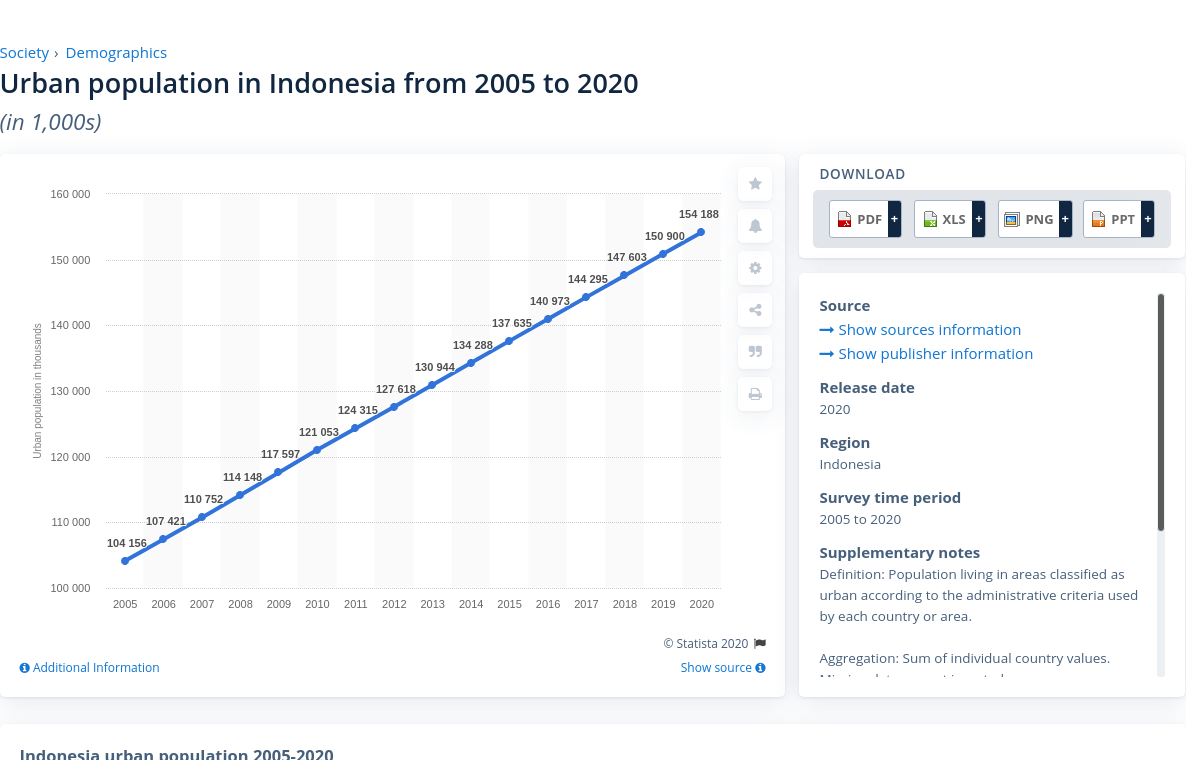 Society › Demographics
Urban population in Indonesia from 2005 to 2020
(in 1,000s)
Urban population in thousands
160 000
150 000
140 000
130 000
120 000
110 000
100 000
104 156
107 421
110 752
114 148
117 597
121 053
124 315
127 618
130 944
134 288
137 635
140 973
144 295
147 603
150 900
154 188
2005 2006 2007 2008 2009 2010 2011 2012 2013 2014 2015 2016 2017 2018 2019 2020
© Statista 2020
Additional Information
Show source
DOWNLOAD
PDF + XLS + PNG + PPT +
Source
Show sources information
Show publisher information
Release date
2020
Region
Indonesia
Survey time period
2005 to 2020
Supplementary notes
Definition: Population living in areas classified as
urban according to the administrative criteria used
by each country or area.
Aggregation: Sum of individual country values.
Indonesia urban population 2005-2020